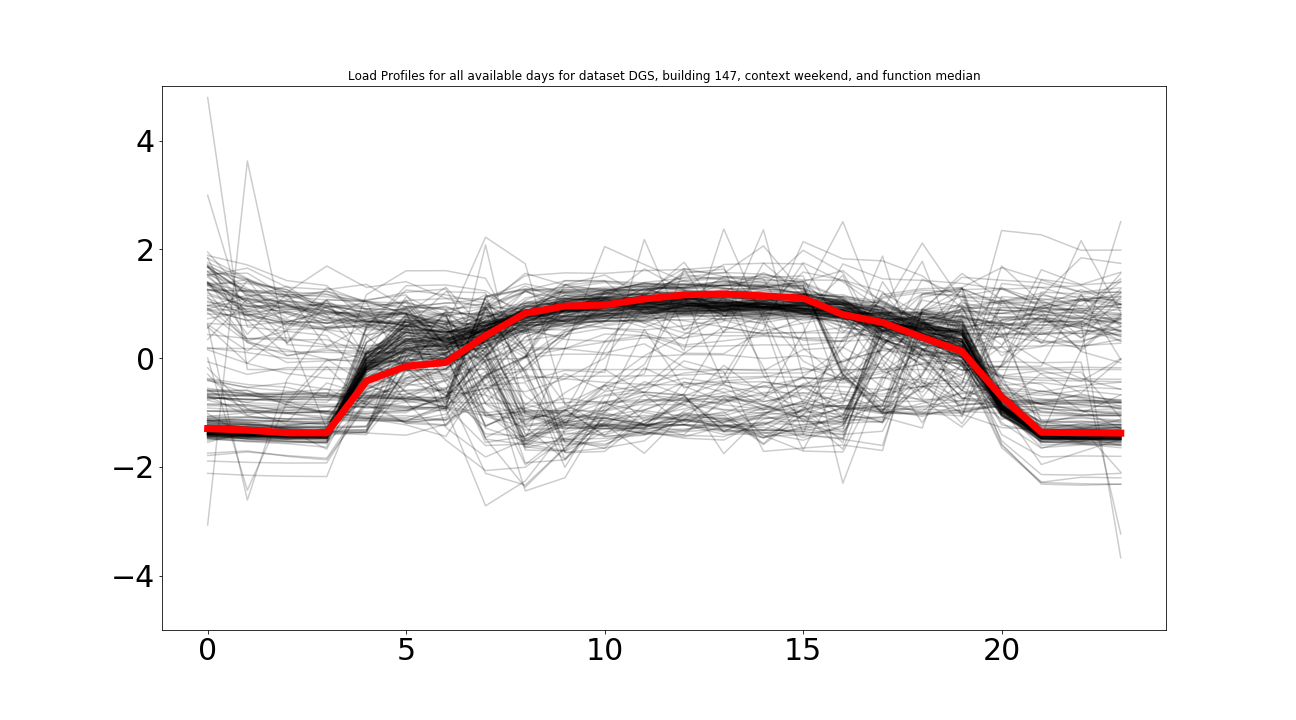 Load Profiles for all available days for dataset DGS, building 147, context weekend, and function median
4
2
0
−2
−4
0 5 10 15 20